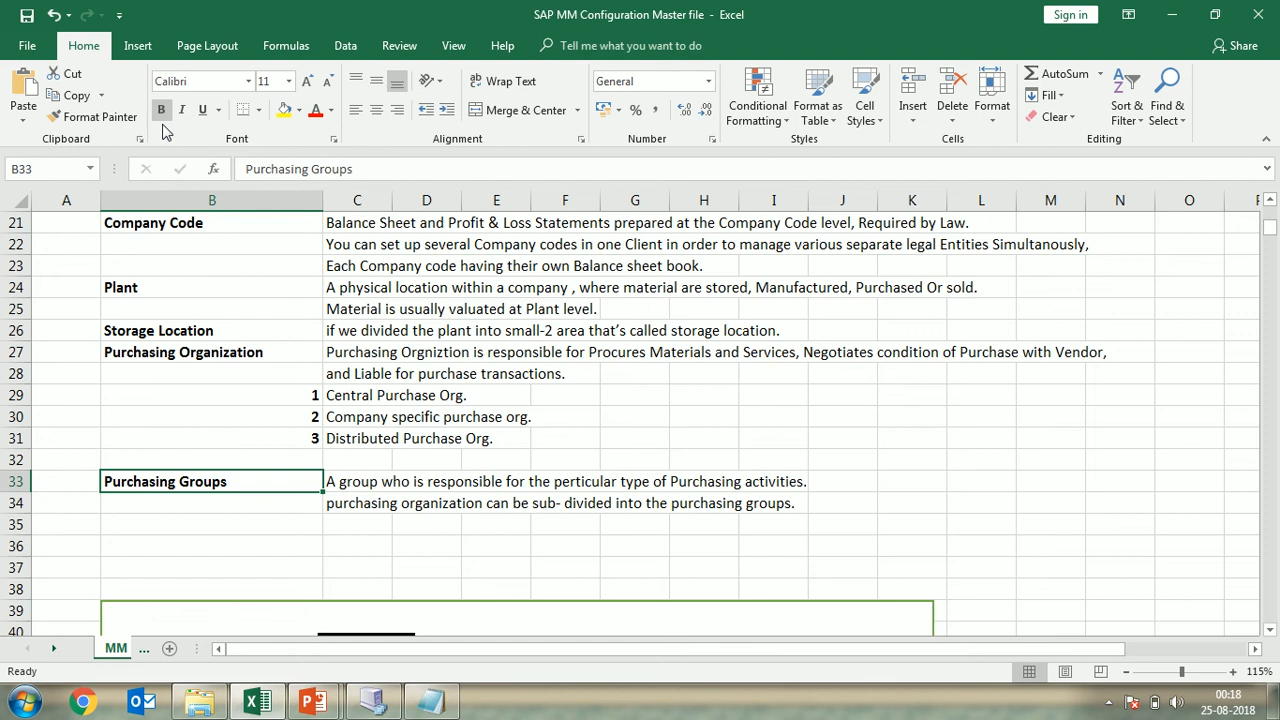 SAP MM Configuration Master file - Excel
Sign in
File Home Insert Page Layout Formulas Data Review View Help Tell me what you want to do Share
Paste Cut Copy Format Painter
Calibri 11 A A
B I U A
Wrap Text
Merge & Center
General
% ,
Conditional Formatting
Format as Table
Cell Styles
Insert Delete Format
AutoSum
Fill
Clear
Sort & Filter
Find & Select
Clipboard Font Alignment Number Styles Cells Editing
B33 fx Purchasing Groups
A B C D E F G H I J K L M N O
21 Company Code Balance Sheet and Profit & Loss Statements prepared at the Company Code level, Required by Law.
22 You can set up several Company codes in one Client in order to manage various separate legal Entities Simultanously,
23 Each Company code having their own Balance sheet book.
24 Plant A physical location within a company , where material are stored, Manufactured, Purchased Or sold.
25 Material is usually valuated at Plant level.
26 Storage Location if we divided the plant into small-2 area that's called storage location.
27 Purchasing Organization Purchasing Orgniztion is responsible for Procures Materials and Services, Negotiates condition of Purchase with Vendor,
28 and Liable for purchase transactions.
29 1 Central Purchase Org.
30 2 Company specific purchase org.
31 3 Distributed Purchase Org.
32
33 Purchasing Groups A group who is responsible for the perticular type of Purchasing activities.
34 purchasing organization can be sub- divided into the purchasing groups.
35
36
37
38
39
40
MM ...
Ready 115%
00:18
25-08-2018